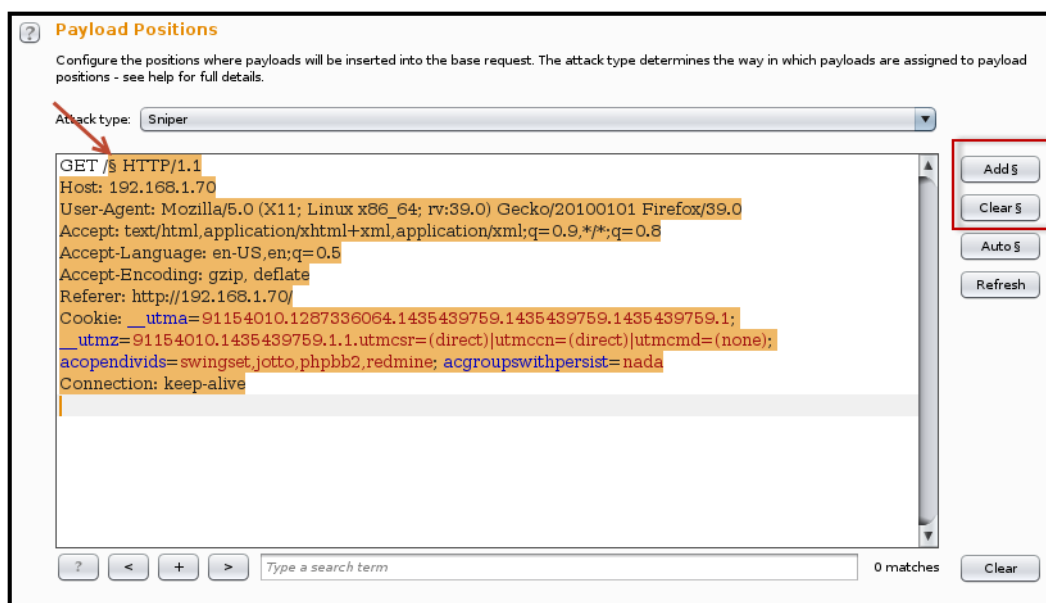 ?
Payload Positions
Configure the positions where payloads will be inserted into the base request. The attack type determines the way in which payloads are assigned to payload
positions - see help for full details.
Attack type: Sniper
GET /§ HTTP/1.1
Host: 192.168.1.70
User-Agent: Mozilla/5.0 (X11; Linux x86_64; rv:39.0) Gecko/20100101 Firefox/39.0
Accept: text/html,application/xhtml+xml,application/xml;q=0.9,*/*;q=0.8
Accept-Language: en-US,en;q=0.5
Accept-Encoding: gzip, deflate
Referer: http://192.168.1.70/
Cookie: __utma=91154010.1287336064.1435439759.1435439759.1435439759.1;
__utmz=91154010.1435439759.1.1.utmcsr=(direct)|utmccn=(direct)|utmcmd=(none);
acopendivids=swingset,jotto,phpbb2,redmine; acgroupswithpersist=nada
Connection: keep-alive
Add §
Clear §
Auto §
Refresh
? < + > Type a search term 0 matches Clear